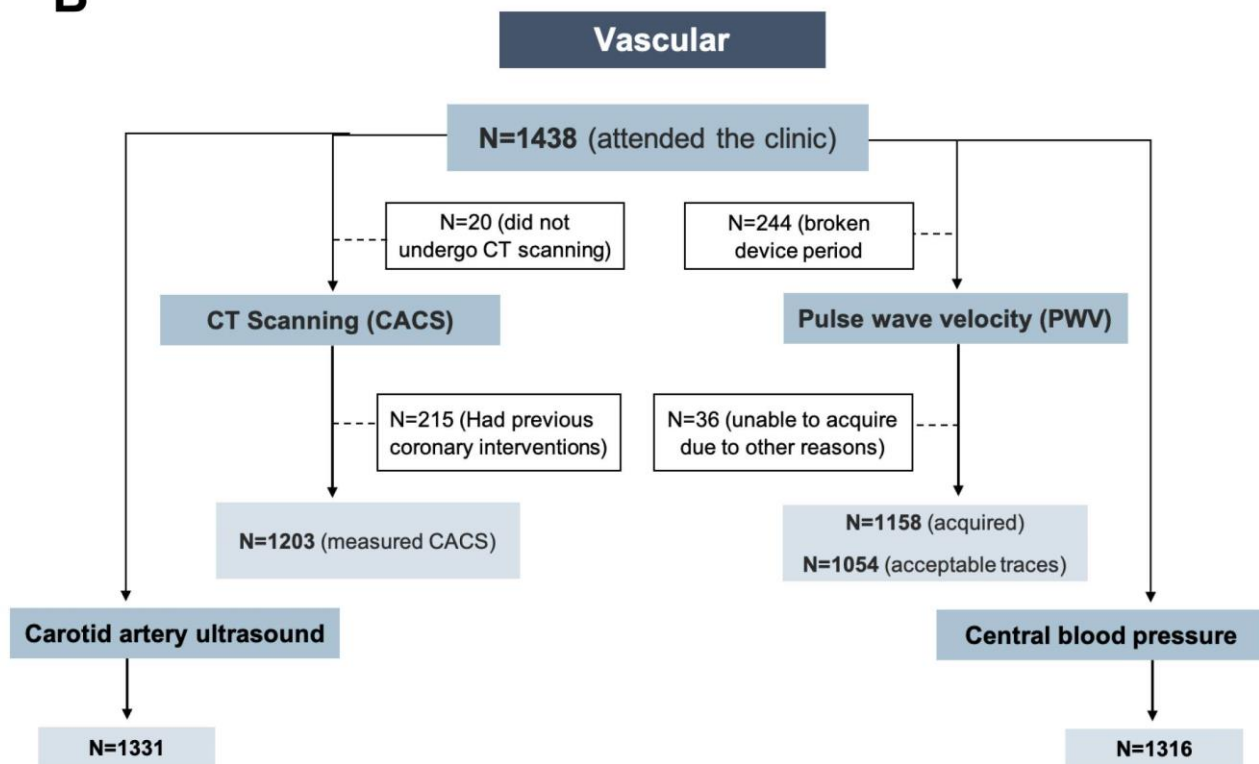 B
Vascular
N=1438 (attended the clinic)
N=20 (did not
undergo CT scanning)
N=244 (broken
device period
CT Scanning (CACS)
Pulse wave velocity (PWV)
N=215 (Had previous
coronary interventions)
N=36 (unable to acquire
due to other reasons)
N=1203 (measured CACS)
N=1158 (acquired)
N=1054 (acceptable traces)
Carotid artery ultrasound
Central blood pressure
N=1331
N=1316